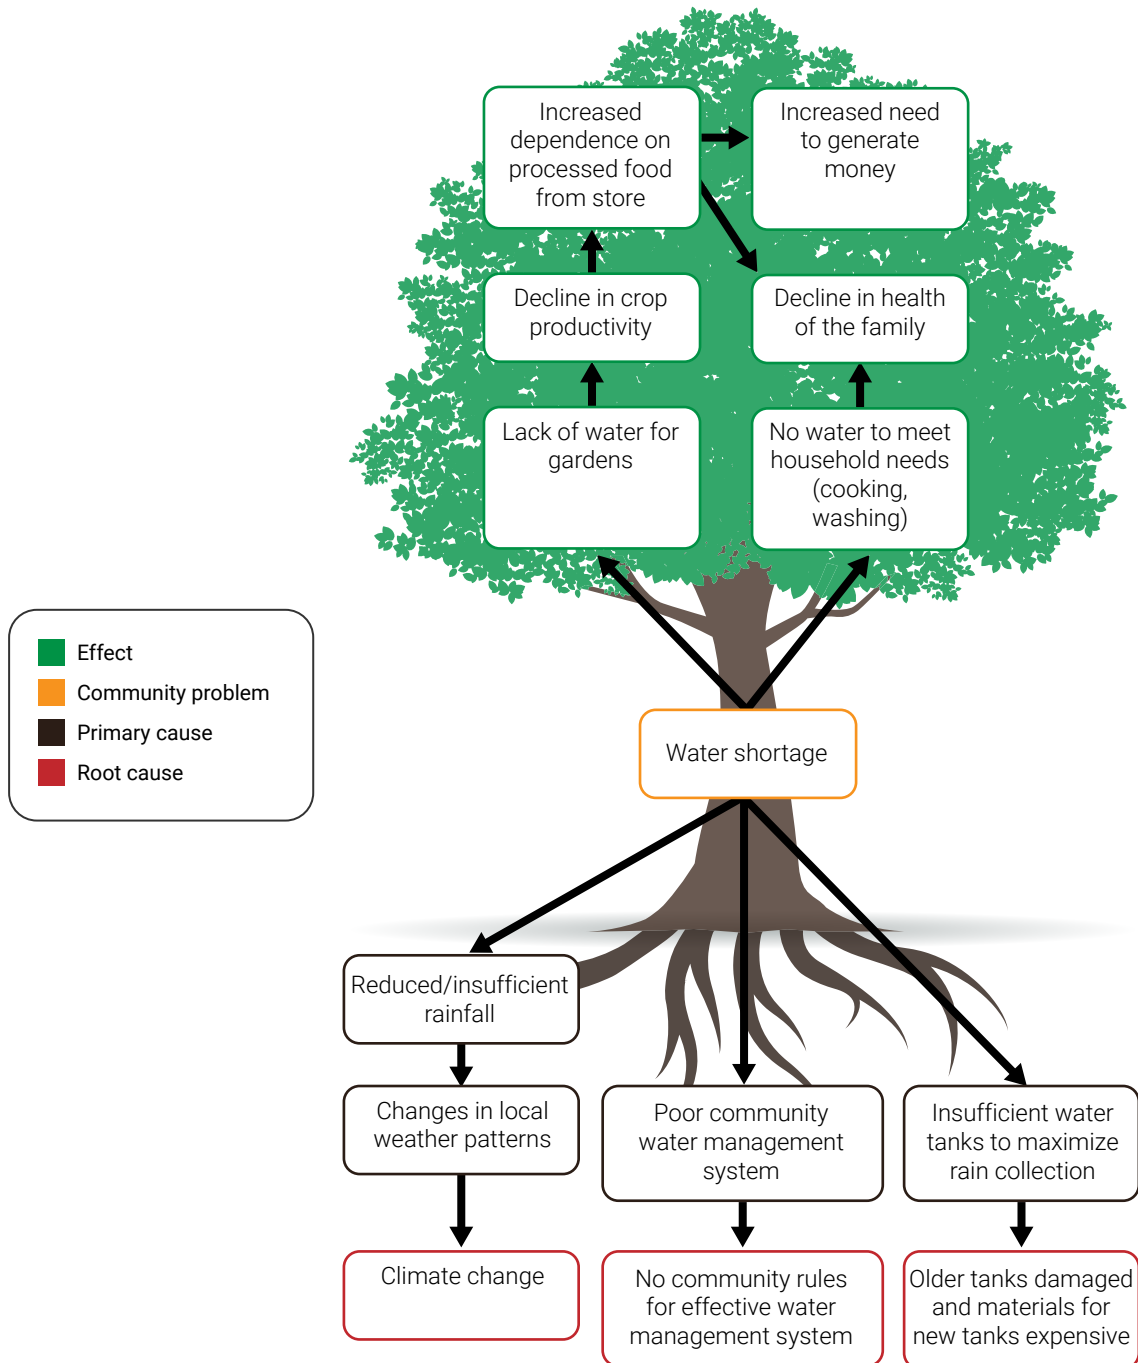 Increased
dependence on
processed food
from store
Increased need
to generate
money
Decline in crop
productivity
Decline in health
of the family
Lack of water for
gardens
No water to meet
household needs
(cooking,
washing)
Effect
Community problem
Primary cause
Root cause
Water shortage
Reduced/insufficient
rainfall
Changes in local
weather patterns
Poor community
water management
system
Insufficient water
tanks to maximize
rain collection
Climate change
No community rules
for effective water
management system
Older tanks damaged
and materials for
new tanks expensive